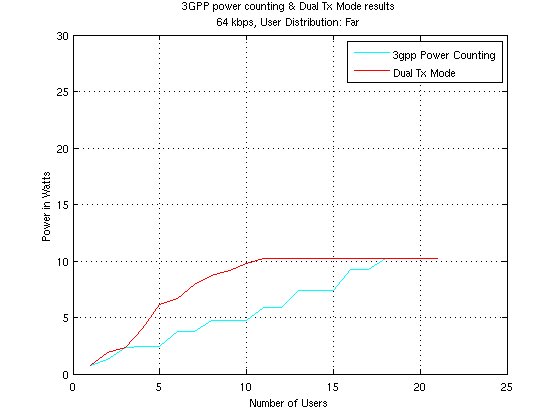 3GPP power counting & Dual Tx Mode results
64 kbps, User Distribution: Far
30
25
20
15
10
5
0
Power in Watts
3gpp Power Counting
Dual Tx Mode
0
5
10
15
20
25
Number of Users